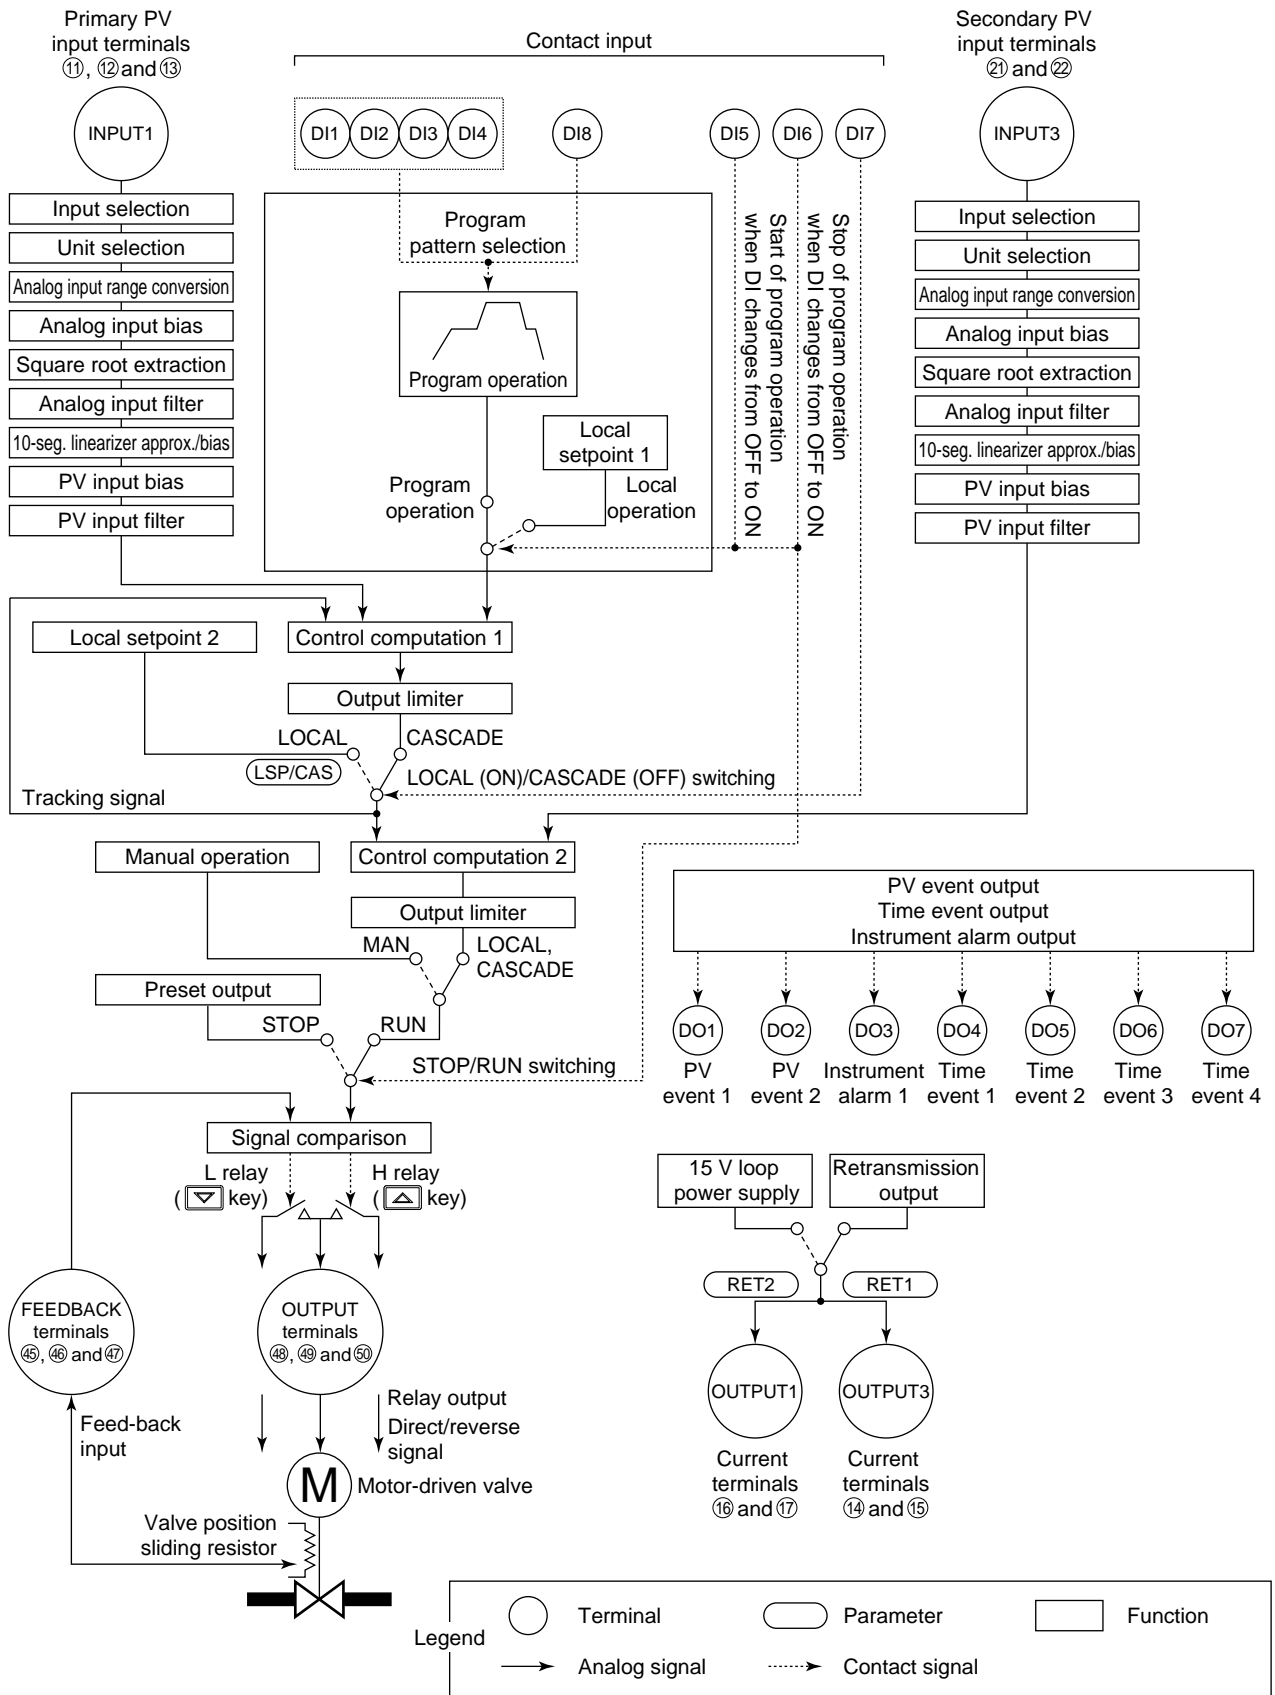 Primary PV
input terminals
⑪, ⑫ and ⑬
Contact input
Secondary PV
input terminals
㉑ and ㉒
INPUT1
DI1
DI2
DI3
DI4
DI8
DI5
DI6
DI7
INPUT3
Input selection
Unit selection
Analog input range conversion
Analog input bias
Square root extraction
Analog input filter
10-seg. linearizer approx./bias
PV input bias
PV input filter
Program
pattern selection
Program operation
Local
setpoint 1
Program
operation
Local
operation
Start of program operation
when DI changes from OFF to ON
Stop of program operation
when DI changes from OFF to ON
Input selection
Unit selection
Analog input range conversion
Analog input bias
Square root extraction
Analog input filter
10-seg. linearizer approx./bias
PV input bias
PV input filter
Local setpoint 2
Control computation 1
Output limiter
LOCAL
CASCADE
LSP/CAS
LOCAL (ON)/CASCADE (OFF) switching
Tracking signal
Manual operation
Control computation 2
Output limiter
MAN
LOCAL,
CASCADE
Preset output
STOP
RUN
STOP/RUN switching
PV event output
Time event output
Instrument alarm output
DO1
DO2
DO3
DO4
DO5
DO6
DO7
PV
event 1
PV
event 2
Instrument
alarm 1
Time
event 1
Time
event 2
Time
event 3
Time
event 4
Signal comparison
L relay
( key)
H relay
( key)
15 V loop
power supply
Retransmission
output
RET2
RET1
FEEDBACK
terminals
㊺, ㊻ and ㊼
OUTPUT
terminals
㊽, ㊾ and ㊿
OUTPUT1
OUTPUT3
Current
terminals
⑯ and ⑰
Current
terminals
⑭ and ⑮
Feed-back
input
Relay output
Direct/reverse
signal
M
Motor-driven valve
Valve position
sliding resistor
Legend
Terminal
Parameter
Function
Analog signal
Contact signal